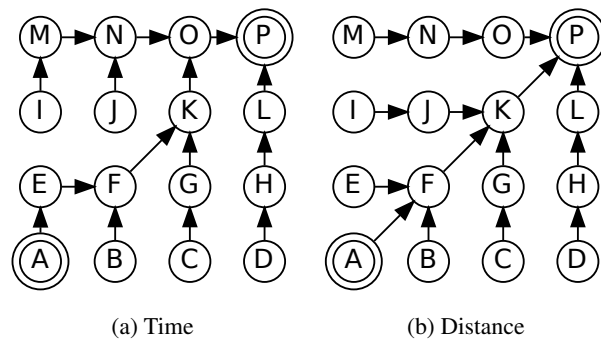 M N O P M N O P
I J K L I J K L
E F G H E F G H
A B C D A B C D
(a) Time (b) Distance